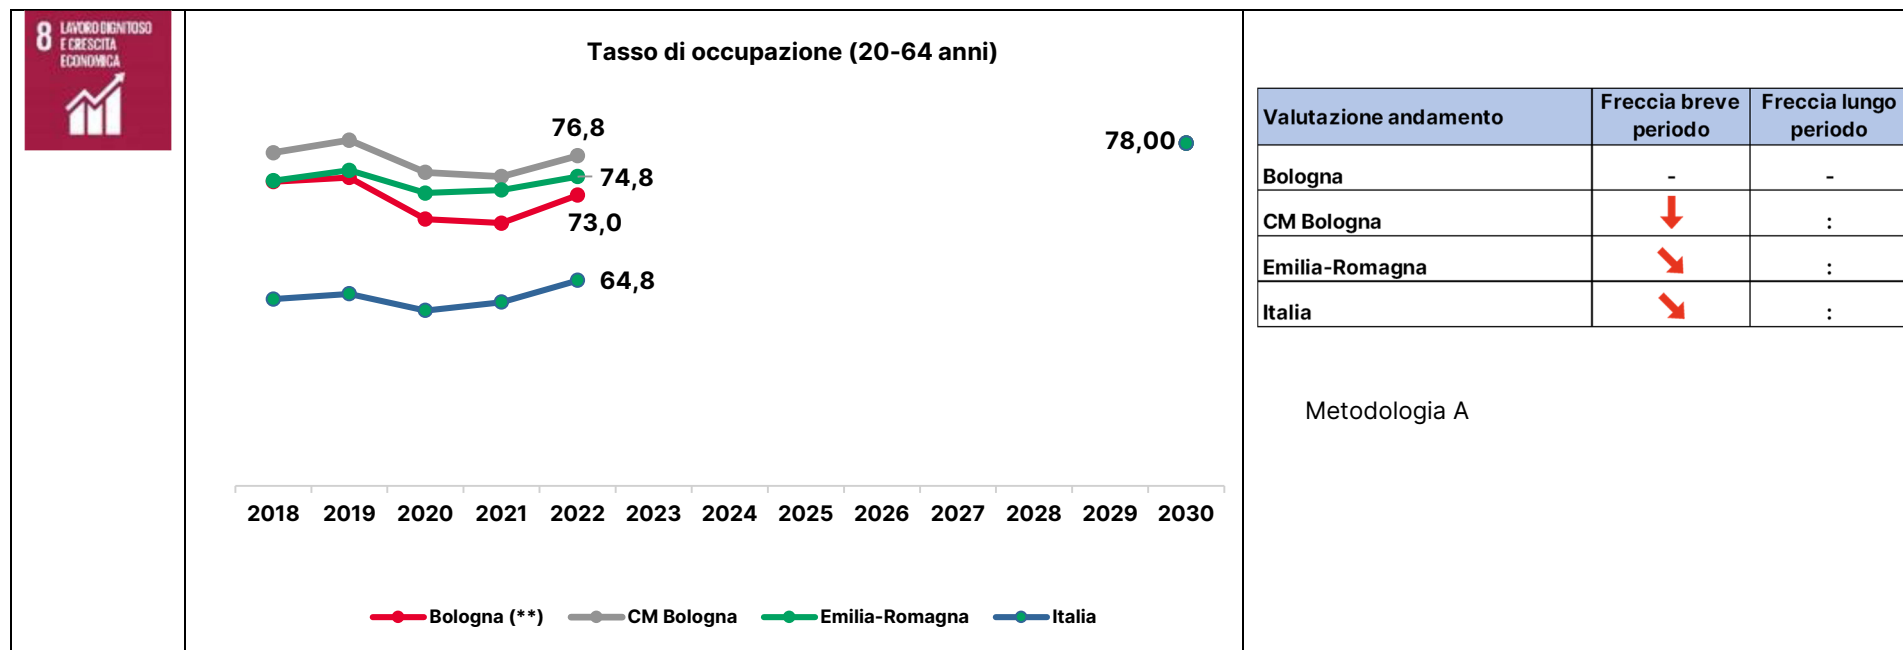 8 LAVORO DIGNITOSO
E CRESCITA
ECONOMICA
Tasso di occupazione (20-64 anni)
76,8
74,8
73,0
64,8
78,00
2018 2019 2020 2021 2022 2023 2024 2025 2026 2027 2028 2029 2030
Bologna (**) CM Bologna Emilia-Romagna Italia
Valutazione andamento Freccia breve periodo Freccia lungo periodo
Bologna - -
CM Bologna :
Emilia-Romagna :
Italia :
Metodologia A